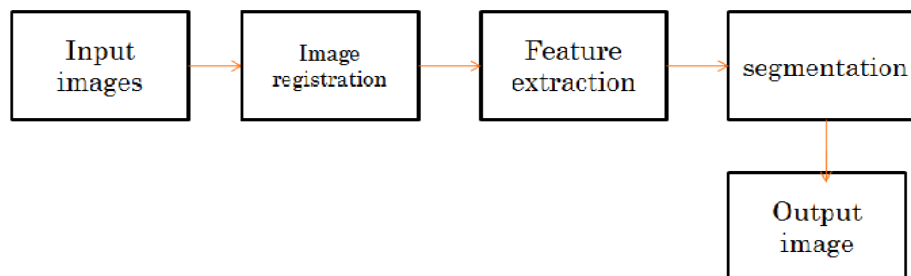 Input
images
Image
registration
Feature
extraction
segmentation
Output
image